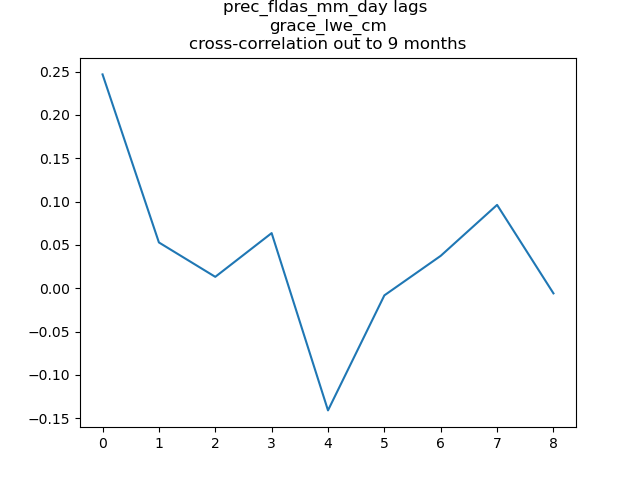 prec_fldas_mm_day lags
grace_lwe_cm
cross-correlation out to 9 months
0.25
0.20
0.15
0.10
0.05
0.00
−0.05
−0.10
−0.15
0 1 2 3 4 5 6 7 8